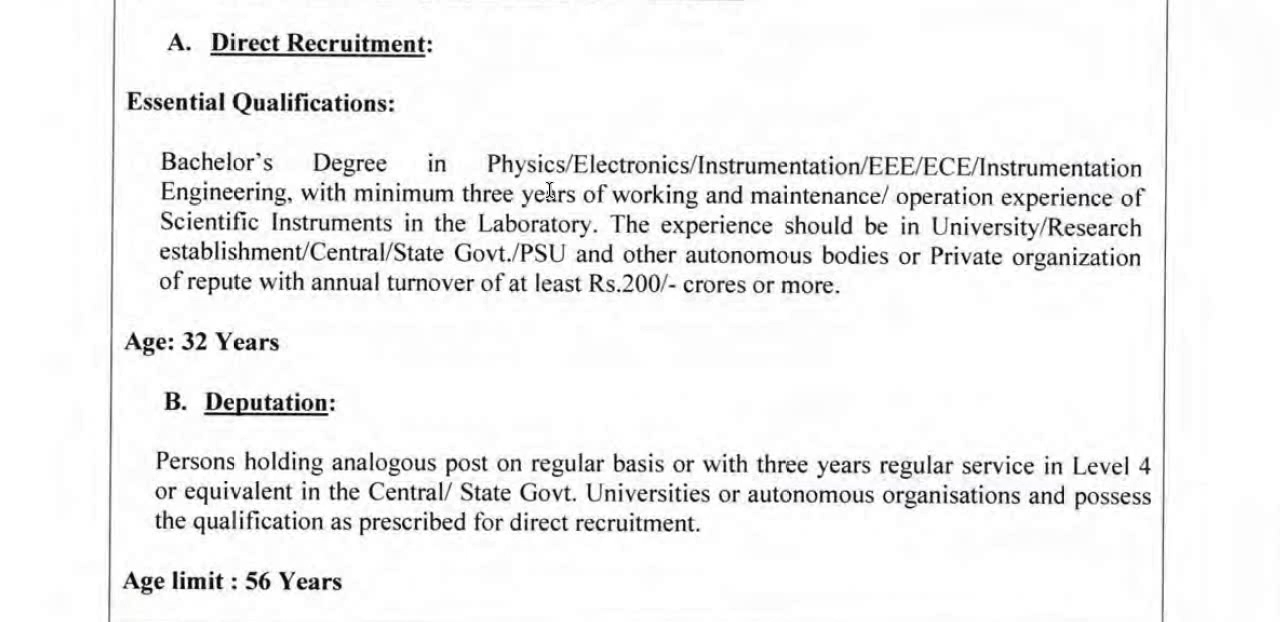 A. Direct Recruitment:
Essential Qualifications:
Bachelor's Degree in Physics/Electronics/Instrumentation/EEE/ECE/Instrumentation
Engineering, with minimum three years of working and maintenance/ operation experience of
Scientific Instruments in the Laboratory. The experience should be in University/Research
establishment/Central/State Govt./PSU and other autonomous bodies or Private organization
of repute with annual turnover of at least Rs.200/- crores or more.
Age: 32 Years
B. Deputation:
Persons holding analogous post on regular basis or with three years regular service in Level 4
or equivalent in the Central/ State Govt. Universities or autonomous organisations and possess
the qualification as prescribed for direct recruitment.
Age limit : 56 Years